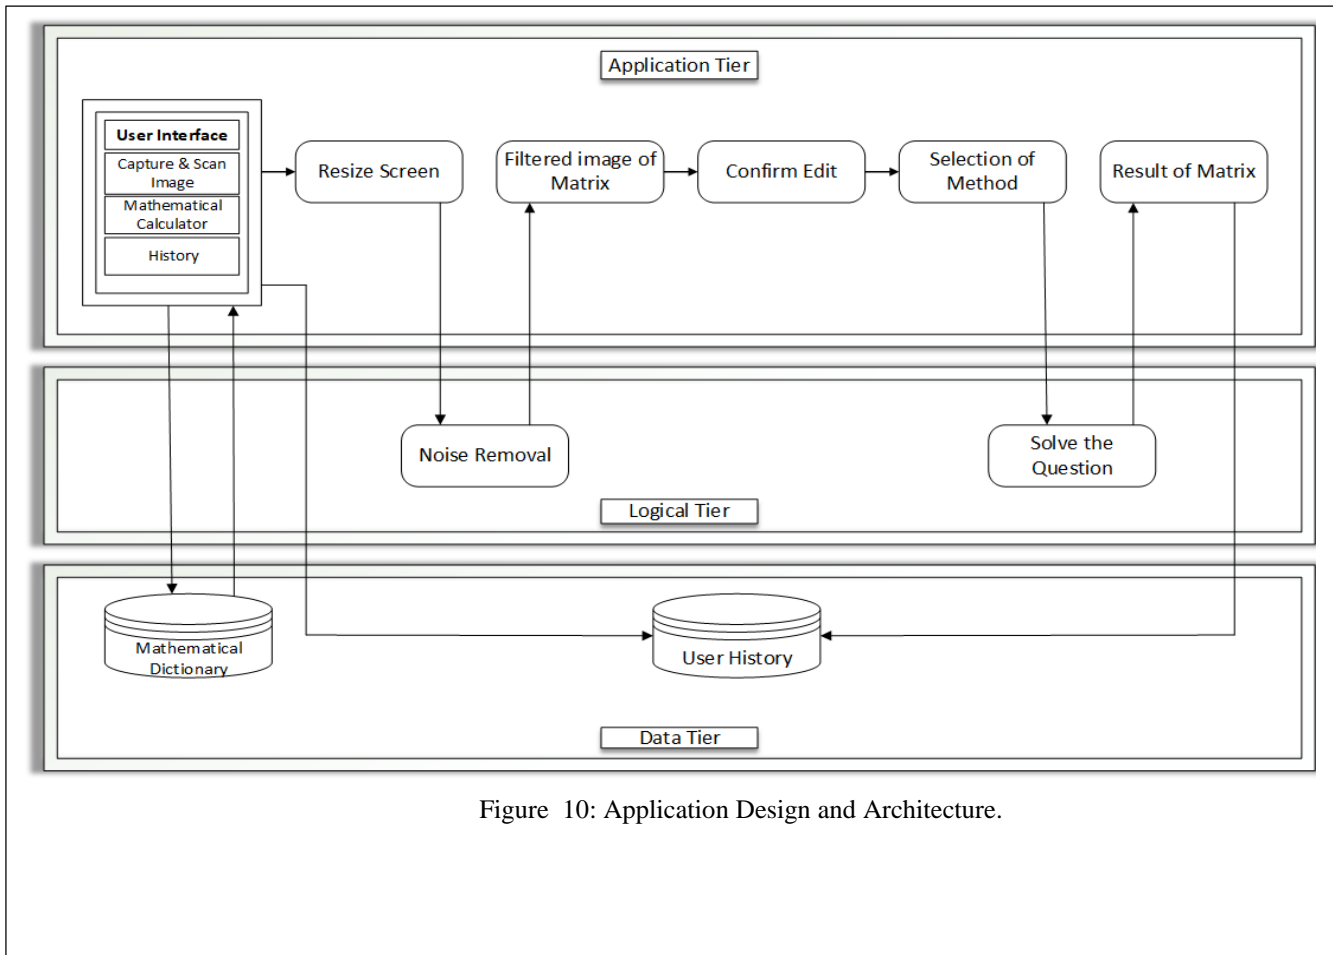 Application Tier
User Interface
Capture & Scan
Image
Mathematical
Calculator
History
Resize Screen
Filtered image of
Matrix
Confirm Edit
Selection of
Method
Result of Matrix
Noise Removal
Solve the
Question
Logical Tier
Mathematical
Dictionary
User History
Data Tier
Figure  10: Application Design and Architecture.